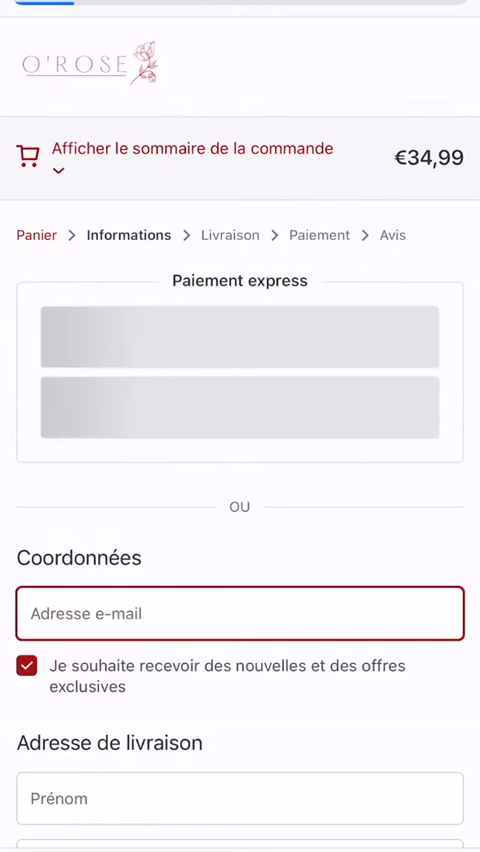 O'ROSE
Afficher le sommaire de la commande
€34,99
Panier > Informations > Livraison > Paiement > Avis
Paiement express
OU
Coordonnées
Adresse e-mail
Je souhaite recevoir des nouvelles et des offres
exclusives
Adresse de livraison
Prénom